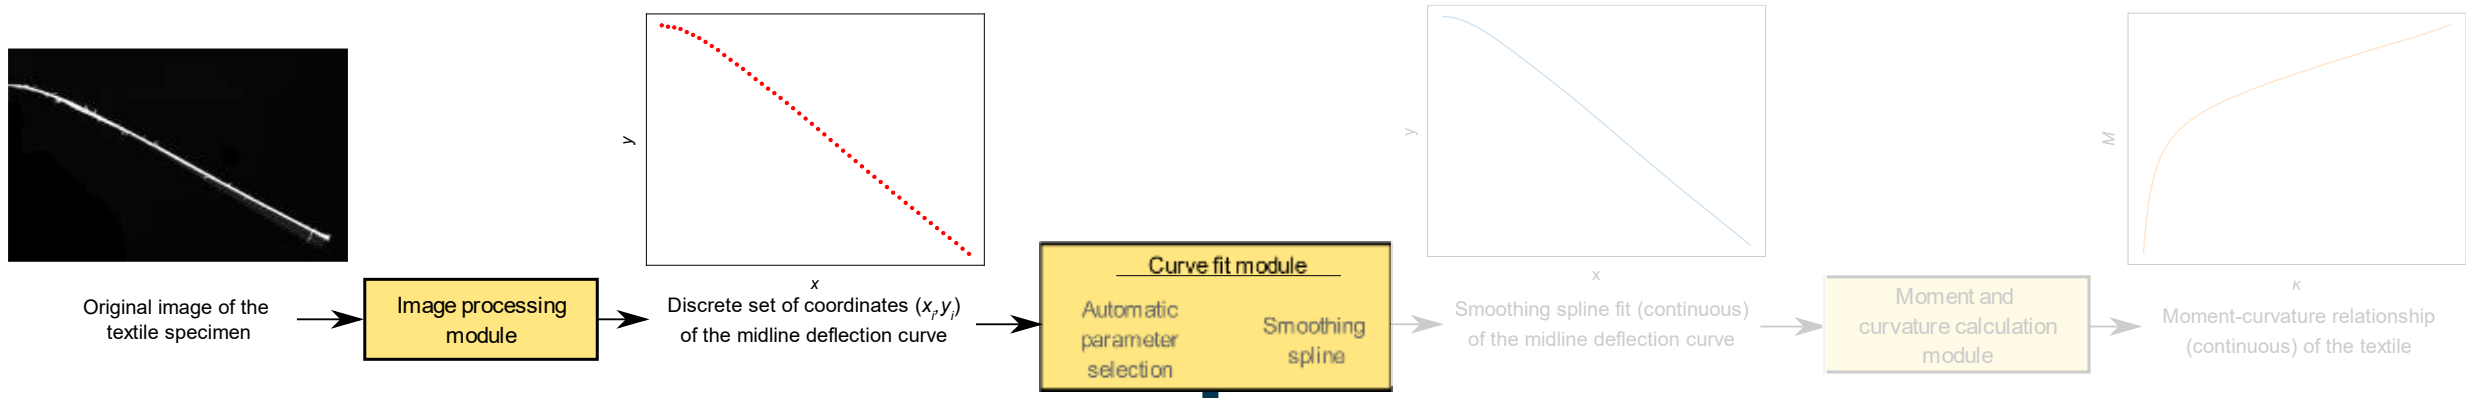 Original image of the
textile specimen
Image processing
module
y
x
Discrete set of coordinates (xi,yi)
of the midline deflection curve
Curve fit module
Automatic
parameter
selection
Smoothing
spline
y
x
Smoothing spline fit (continuous)
of the midline deflection curve
Moment and
curvature calculation
module
M
κ
Moment-curvature relationship
(continuous) of the textile